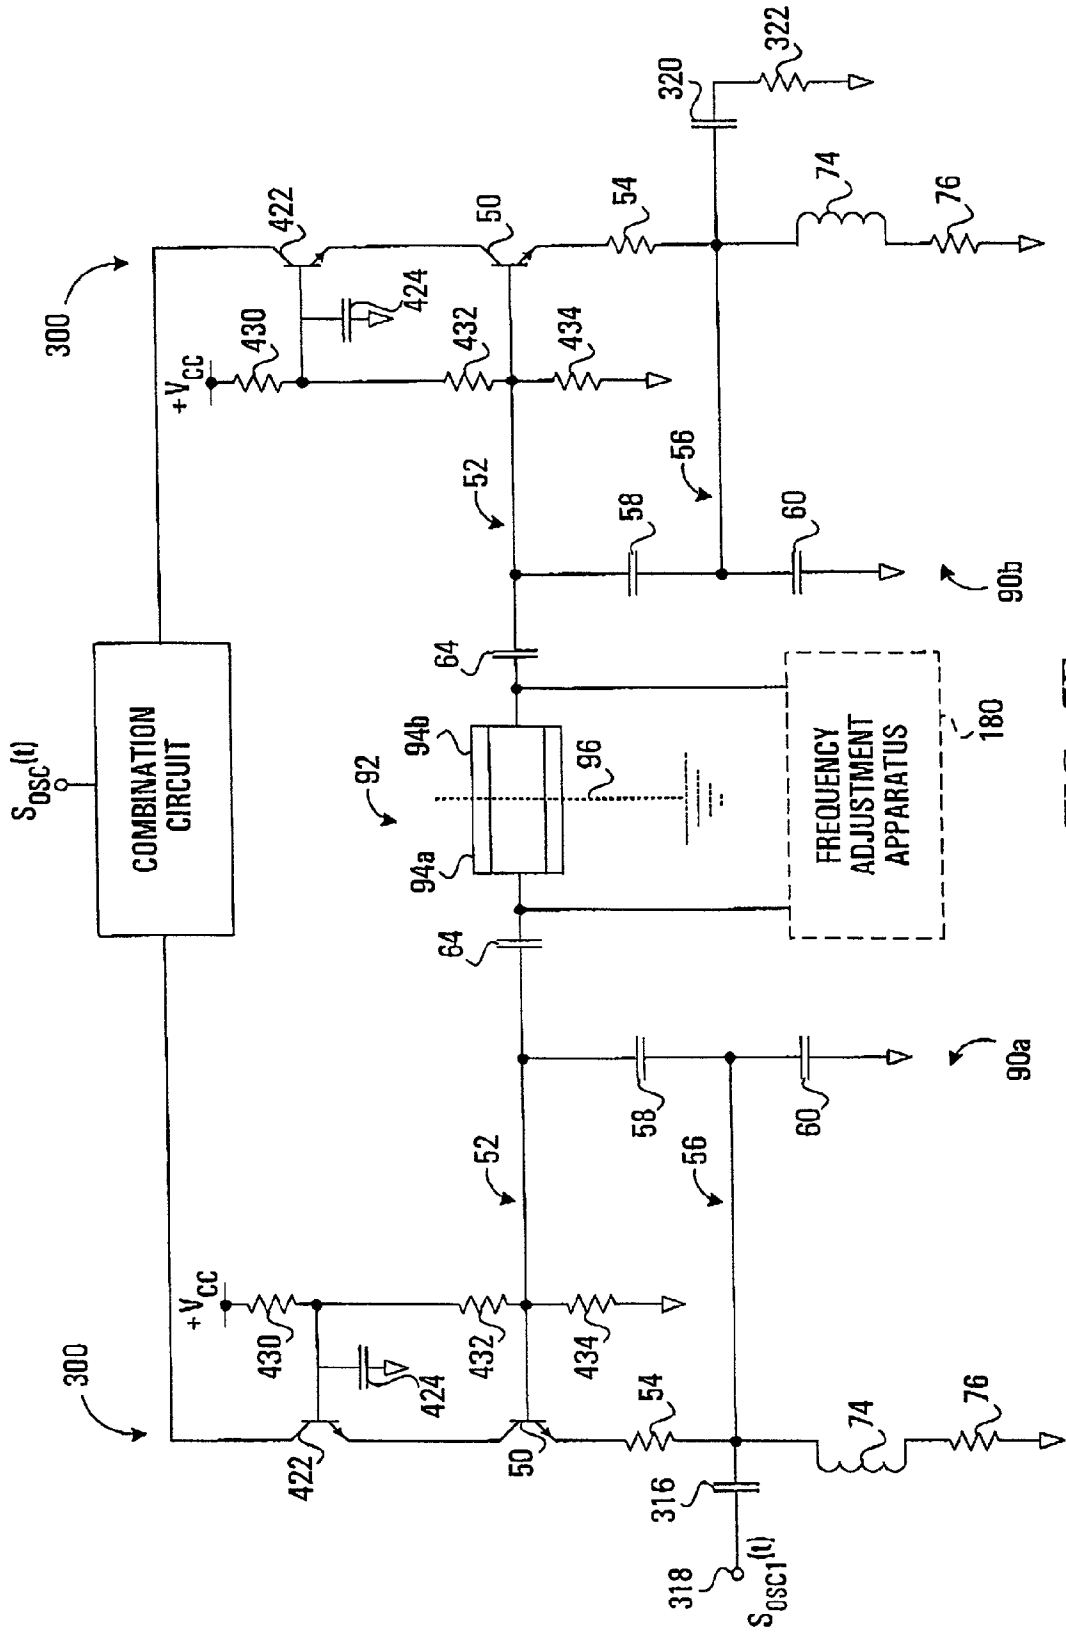 S_OSC(t)
COMBINATION
CIRCUIT
300
300
+V_CC
+V_CC
430
430
422
422
424
424
432
432
434
434
50
50
52
52
54
54
56
56
58
58
60
60
64
64
92
94a
94b
96
FREQUENCY
ADJUSTMENT
APPARATUS
180
90a
90b
74
74
76
76
316
318
S_OSC1(t)
320
322